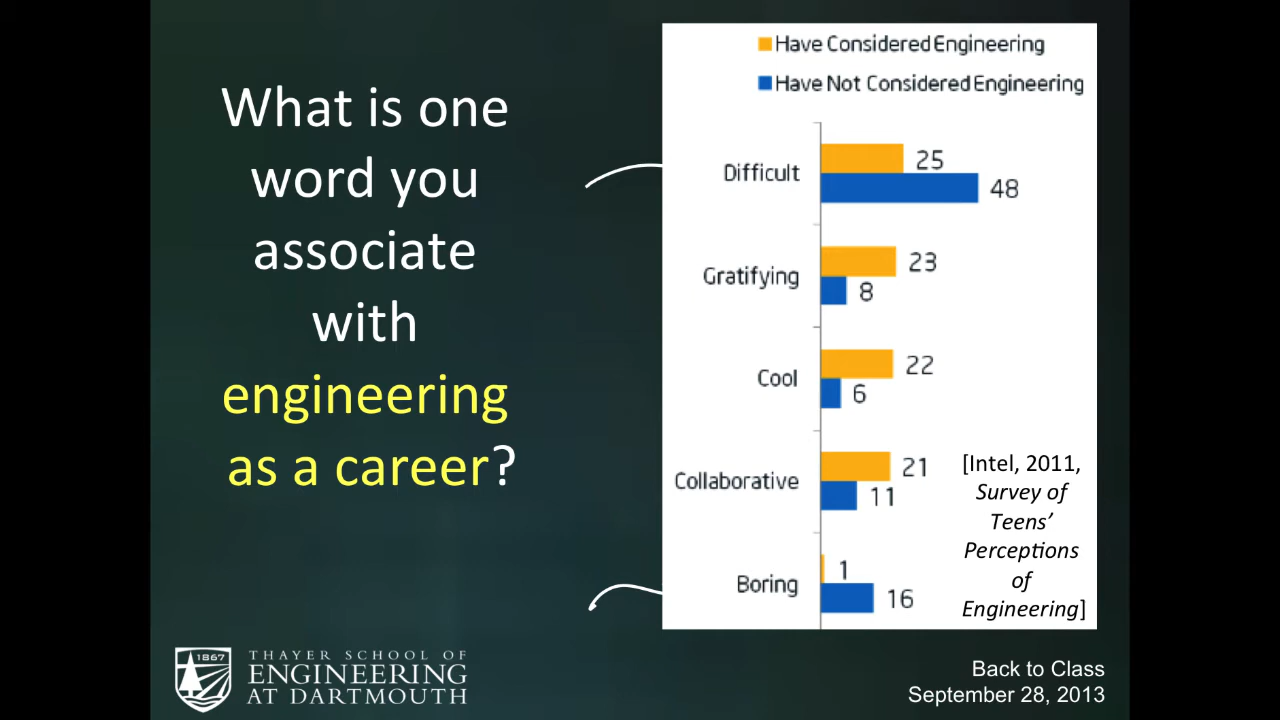 What is one
word you
associate
with
engineering
as a career?
Have Considered Engineering
Have Not Considered Engineering
Difficult
25
48
Gratifying
23
8
Cool
22
6
Collaborative
21
11
Boring
1
16
[Intel, 2011,
Survey of
Teens'
Perceptions
of
Engineering]
1867
THAYER SCHOOL OF
ENGINEERING
AT DARTMOUTH
Back to Class
September 28, 2013